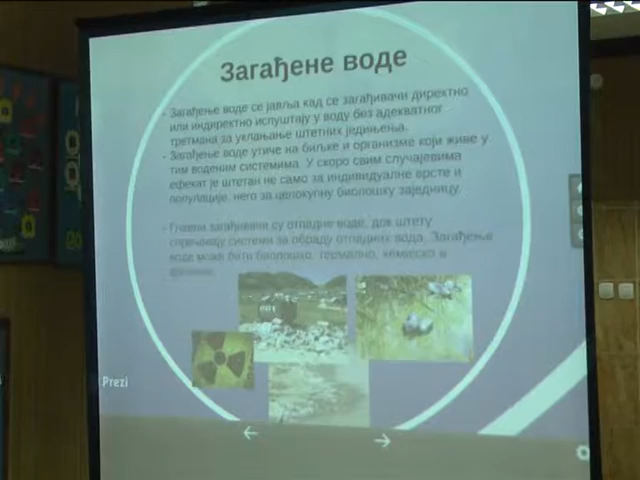 Загађене воде
- Загађење воде се јавља кад се загађивачи директно
или индиректно испуштају у воду без адекватног
третмана за уклањање штетних једињења.
- Загађење воде утиче на биљке и организме који живе у
тим воденим системима. У скоро свим случајевима
ефекат је штетан не само за индивидуалне врсте и
популације, него за целокупну биолошку заједницу.
- Главни загађивачи су отпадне воде, док штету
спречавају системи за обраду отпадних вода. Загађење
воде може бити биолошко, термално, хемијско и
Prezi